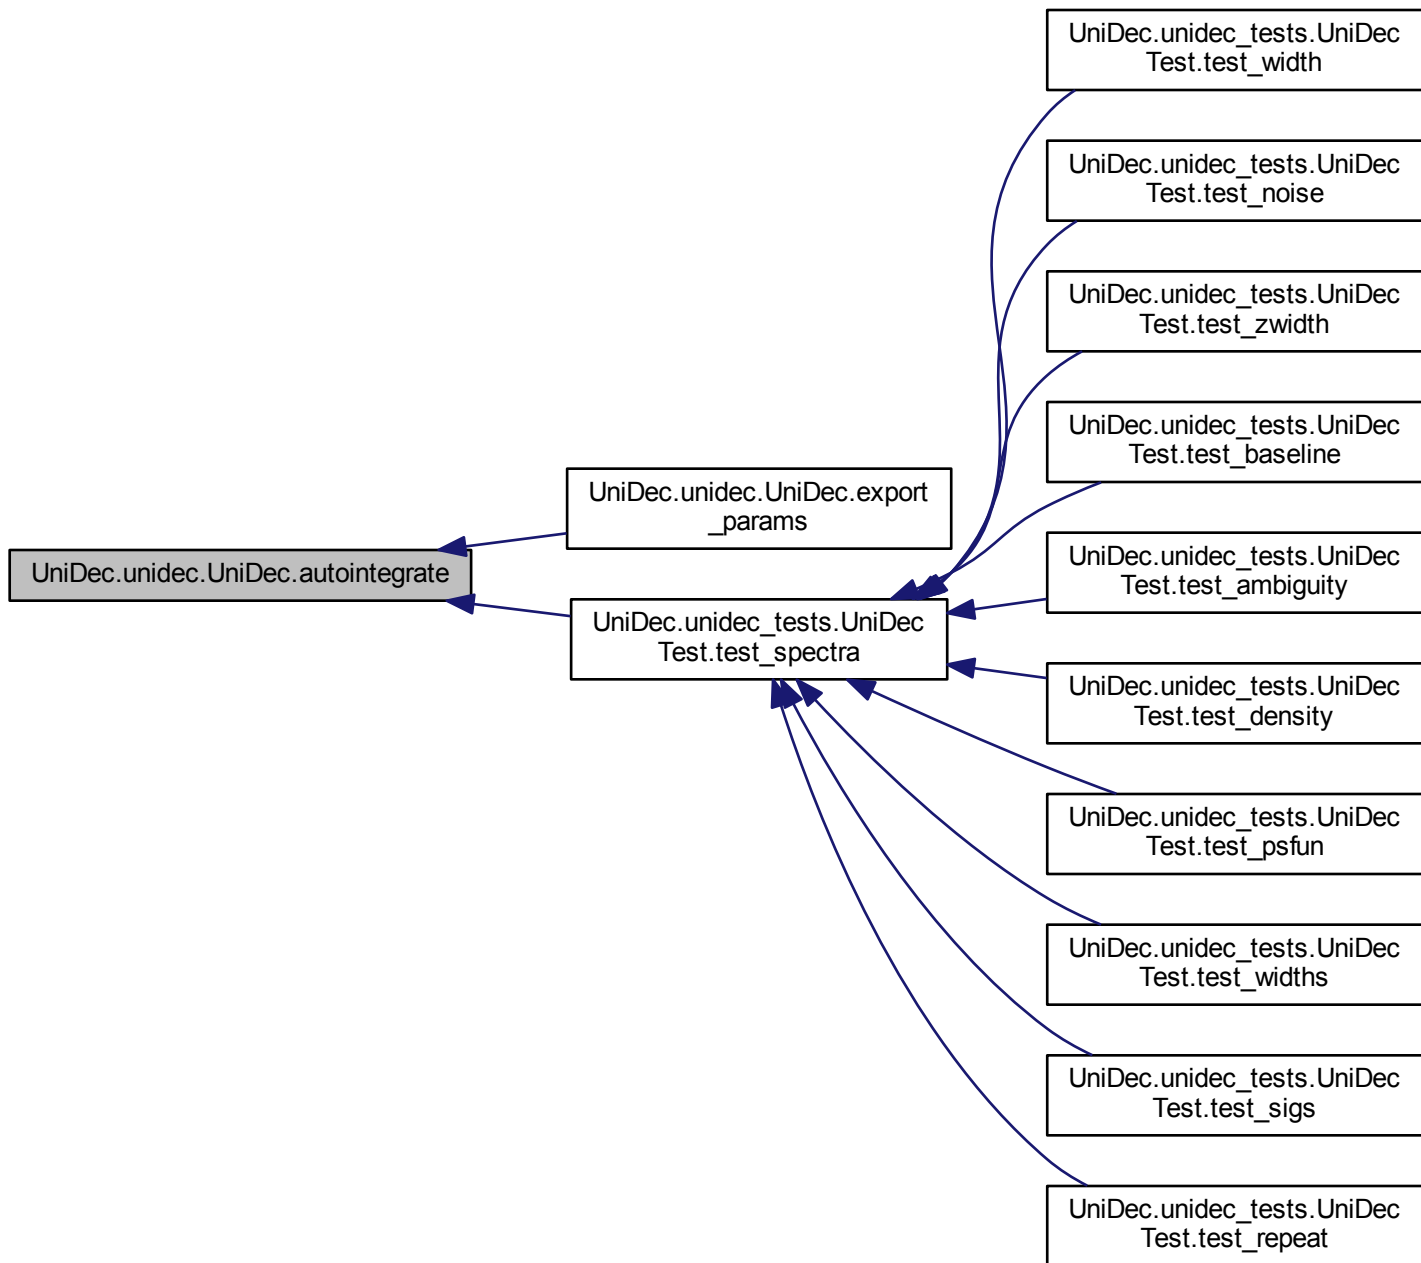 UniDec.unidec_tests.UniDec
Test.test_width
UniDec.unidec_tests.UniDec
Test.test_noise
UniDec.unidec_tests.UniDec
Test.test_zwidth
UniDec.unidec_tests.UniDec
Test.test_baseline
UniDec.unidec.UniDec.export
_params
UniDec.unidec_tests.UniDec
Test.test_ambiguity
UniDec.unidec.UniDec.autointegrate
UniDec.unidec_tests.UniDec
Test.test_spectra
UniDec.unidec_tests.UniDec
Test.test_density
UniDec.unidec_tests.UniDec
Test.test_psfun
UniDec.unidec_tests.UniDec
Test.test_widths
UniDec.unidec_tests.UniDec
Test.test_sigs
UniDec.unidec_tests.UniDec
Test.test_repeat